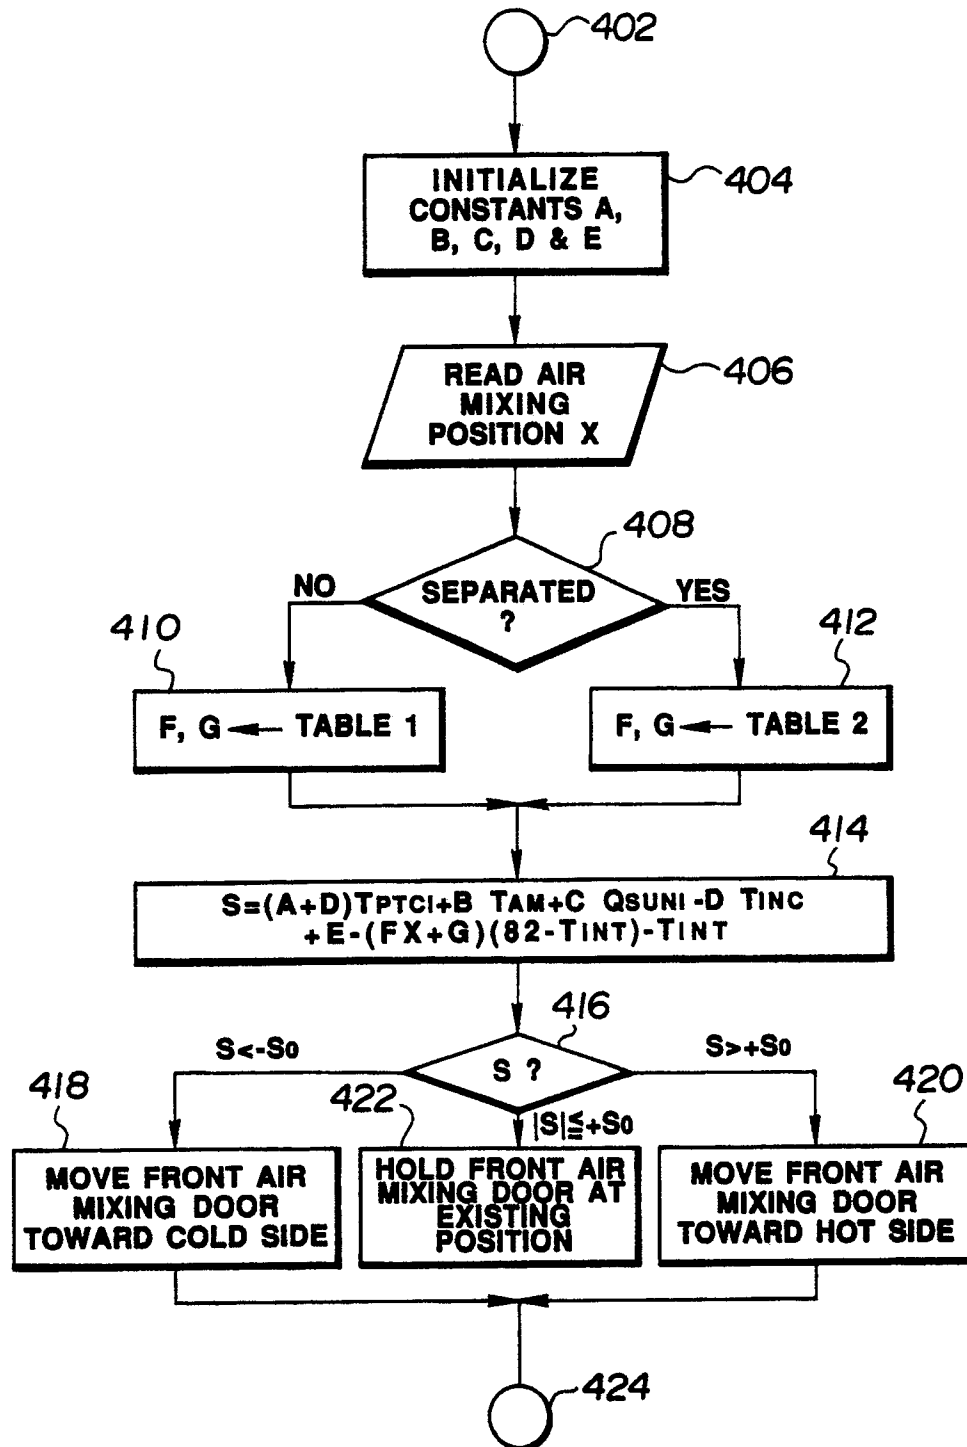 402
INITIALIZE
CONSTANTS A,
B, C, D & E
404
READ AIR
MIXING
POSITION X
406
408
SEPARATED
?
NO
YES
410
412
F, G ← TABLE 1
F, G ← TABLE 2
414
S=(A+D)TPTCI+B TAM+C QSUNI-D TINC
+E-(FX+G)(82-TINT)-TINT
416
S ?
S<-S0
S>+S0
|S|≦+S0
418
422
420
MOVE FRONT AIR
MIXING DOOR
TOWARD COLD SIDE
HOLD FRONT AIR
MIXING DOOR AT
EXISTING
POSITION
MOVE FRONT AIR
MIXING DOOR
TOWARD HOT SIDE
424